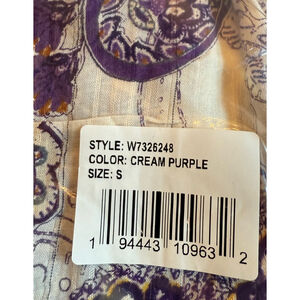 STYLE: W7326248
COLOR: CREAM PURPLE
SIZE: S
1 94443 10963 2